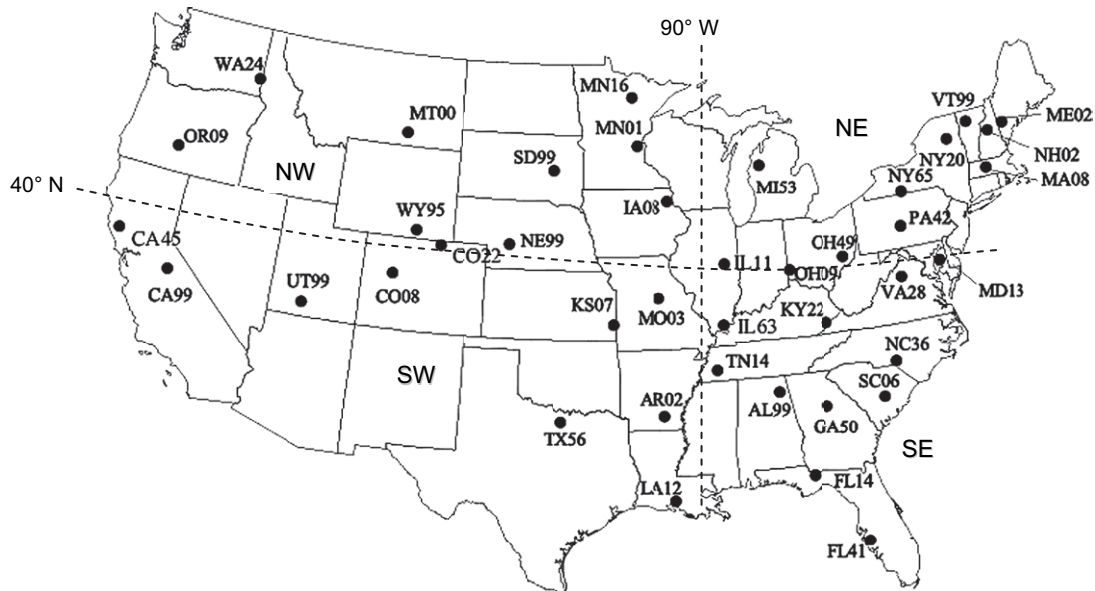 90° W
WA24
MN16
MT00
VT99
ME02
OR09
MN01
NE
NY20
NH02
SD99
NW
MI53
NY65
MA08
40° N
IA08
WY95
PA42
CA45
CO22
NE99
OH49
IL11
OH09
CA99
UT99
CO08
VA28
MD13
KS07
MO03
KY22
IL63
NC36
TN14
SW
SC06
AR02
AL99
GA50
TX56
SE
LA12
FL14
FL41